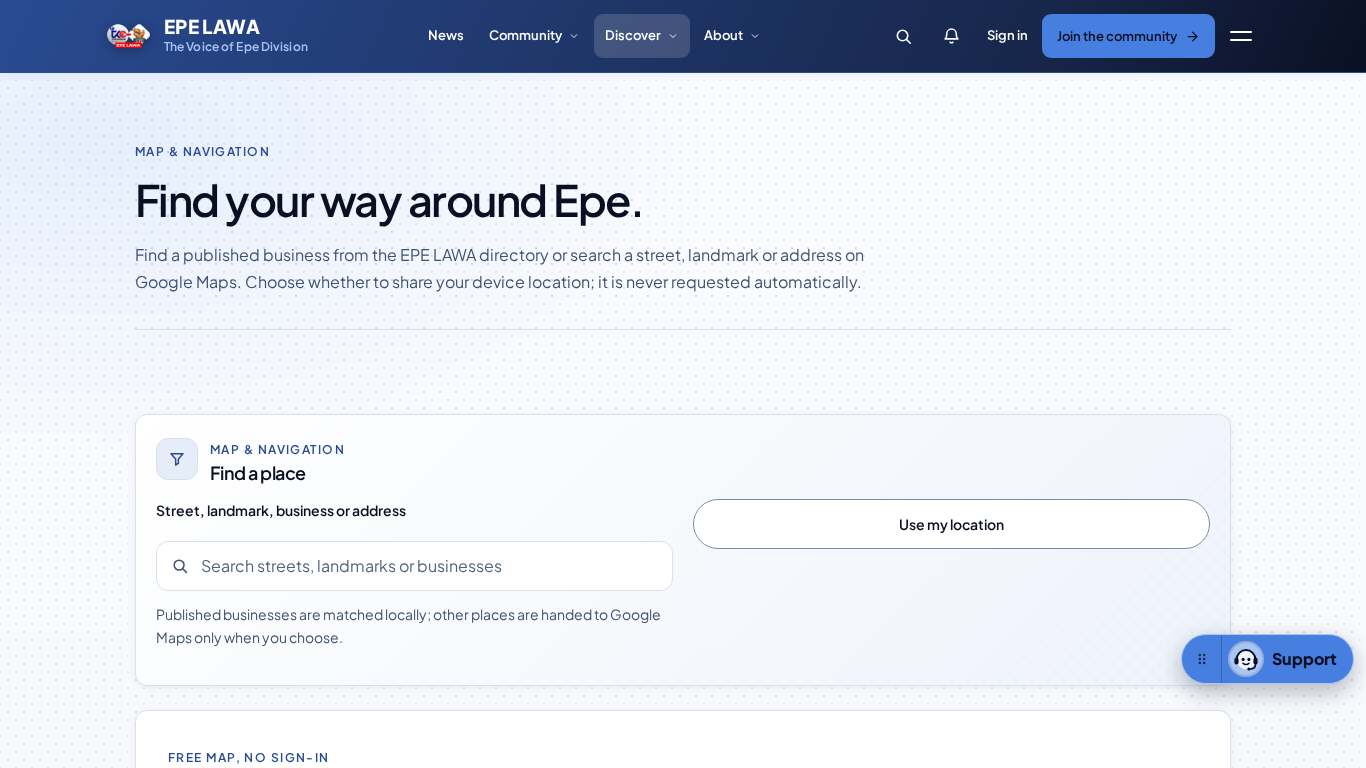 EPE LAWA
EPE LAWA
The Voice of Epe Division
News
Community
Discover
About
Sign in
Join the community
MAP & NAVIGATION
Find your way around Epe.
Find a published business from the EPE LAWA directory or search a street, landmark or address on
Google Maps. Choose whether to share your device location; it is never requested automatically.
MAP & NAVIGATION
Find a place
Street, landmark, business or address
Use my location
Search streets, landmarks or businesses
Published businesses are matched locally; other places are handed to Google
Maps only when you choose.
Support
FREE MAP, NO SIGN-IN